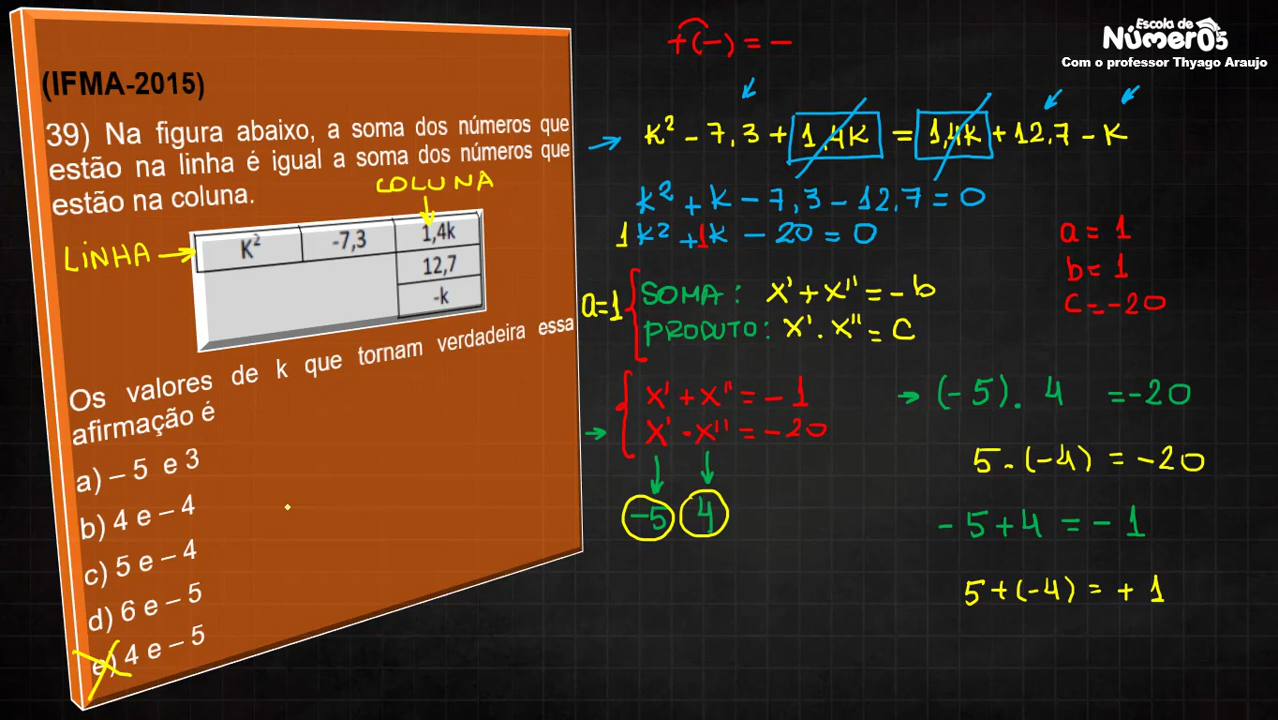 (IFMA-2015)
39) Na figura abaixo, a soma dos números que
estão na linha é igual a soma dos números que
estão na coluna.
COLUNA
LINHA
K² -7,3 1,4k
12,7
-k
Os valores de k que tornam verdadeira essa
afirmação é
a) – 5 e 3
b) 4 e – 4
c) 5 e – 4
d) 6 e – 5
e) 4 e – 5
+(-) = -
K² - 7,3 + 1,4K = 1,4K + 12,7 - K
K² + K - 7,3 - 12,7 = 0
1K² + 1K - 20 = 0
a=1
SOMA: X' + X'' = -b
PRODUTO: X' . X'' = C
X' + X'' = -1
X' . X'' = -20
-5 4
Escola de
Númer05
Com o professor Thyago Araujo
a = 1
b = 1
C = -20
(-5) . 4 = -20
5 . (-4) = -20
-5+4 = -1
5+(-4) = +1